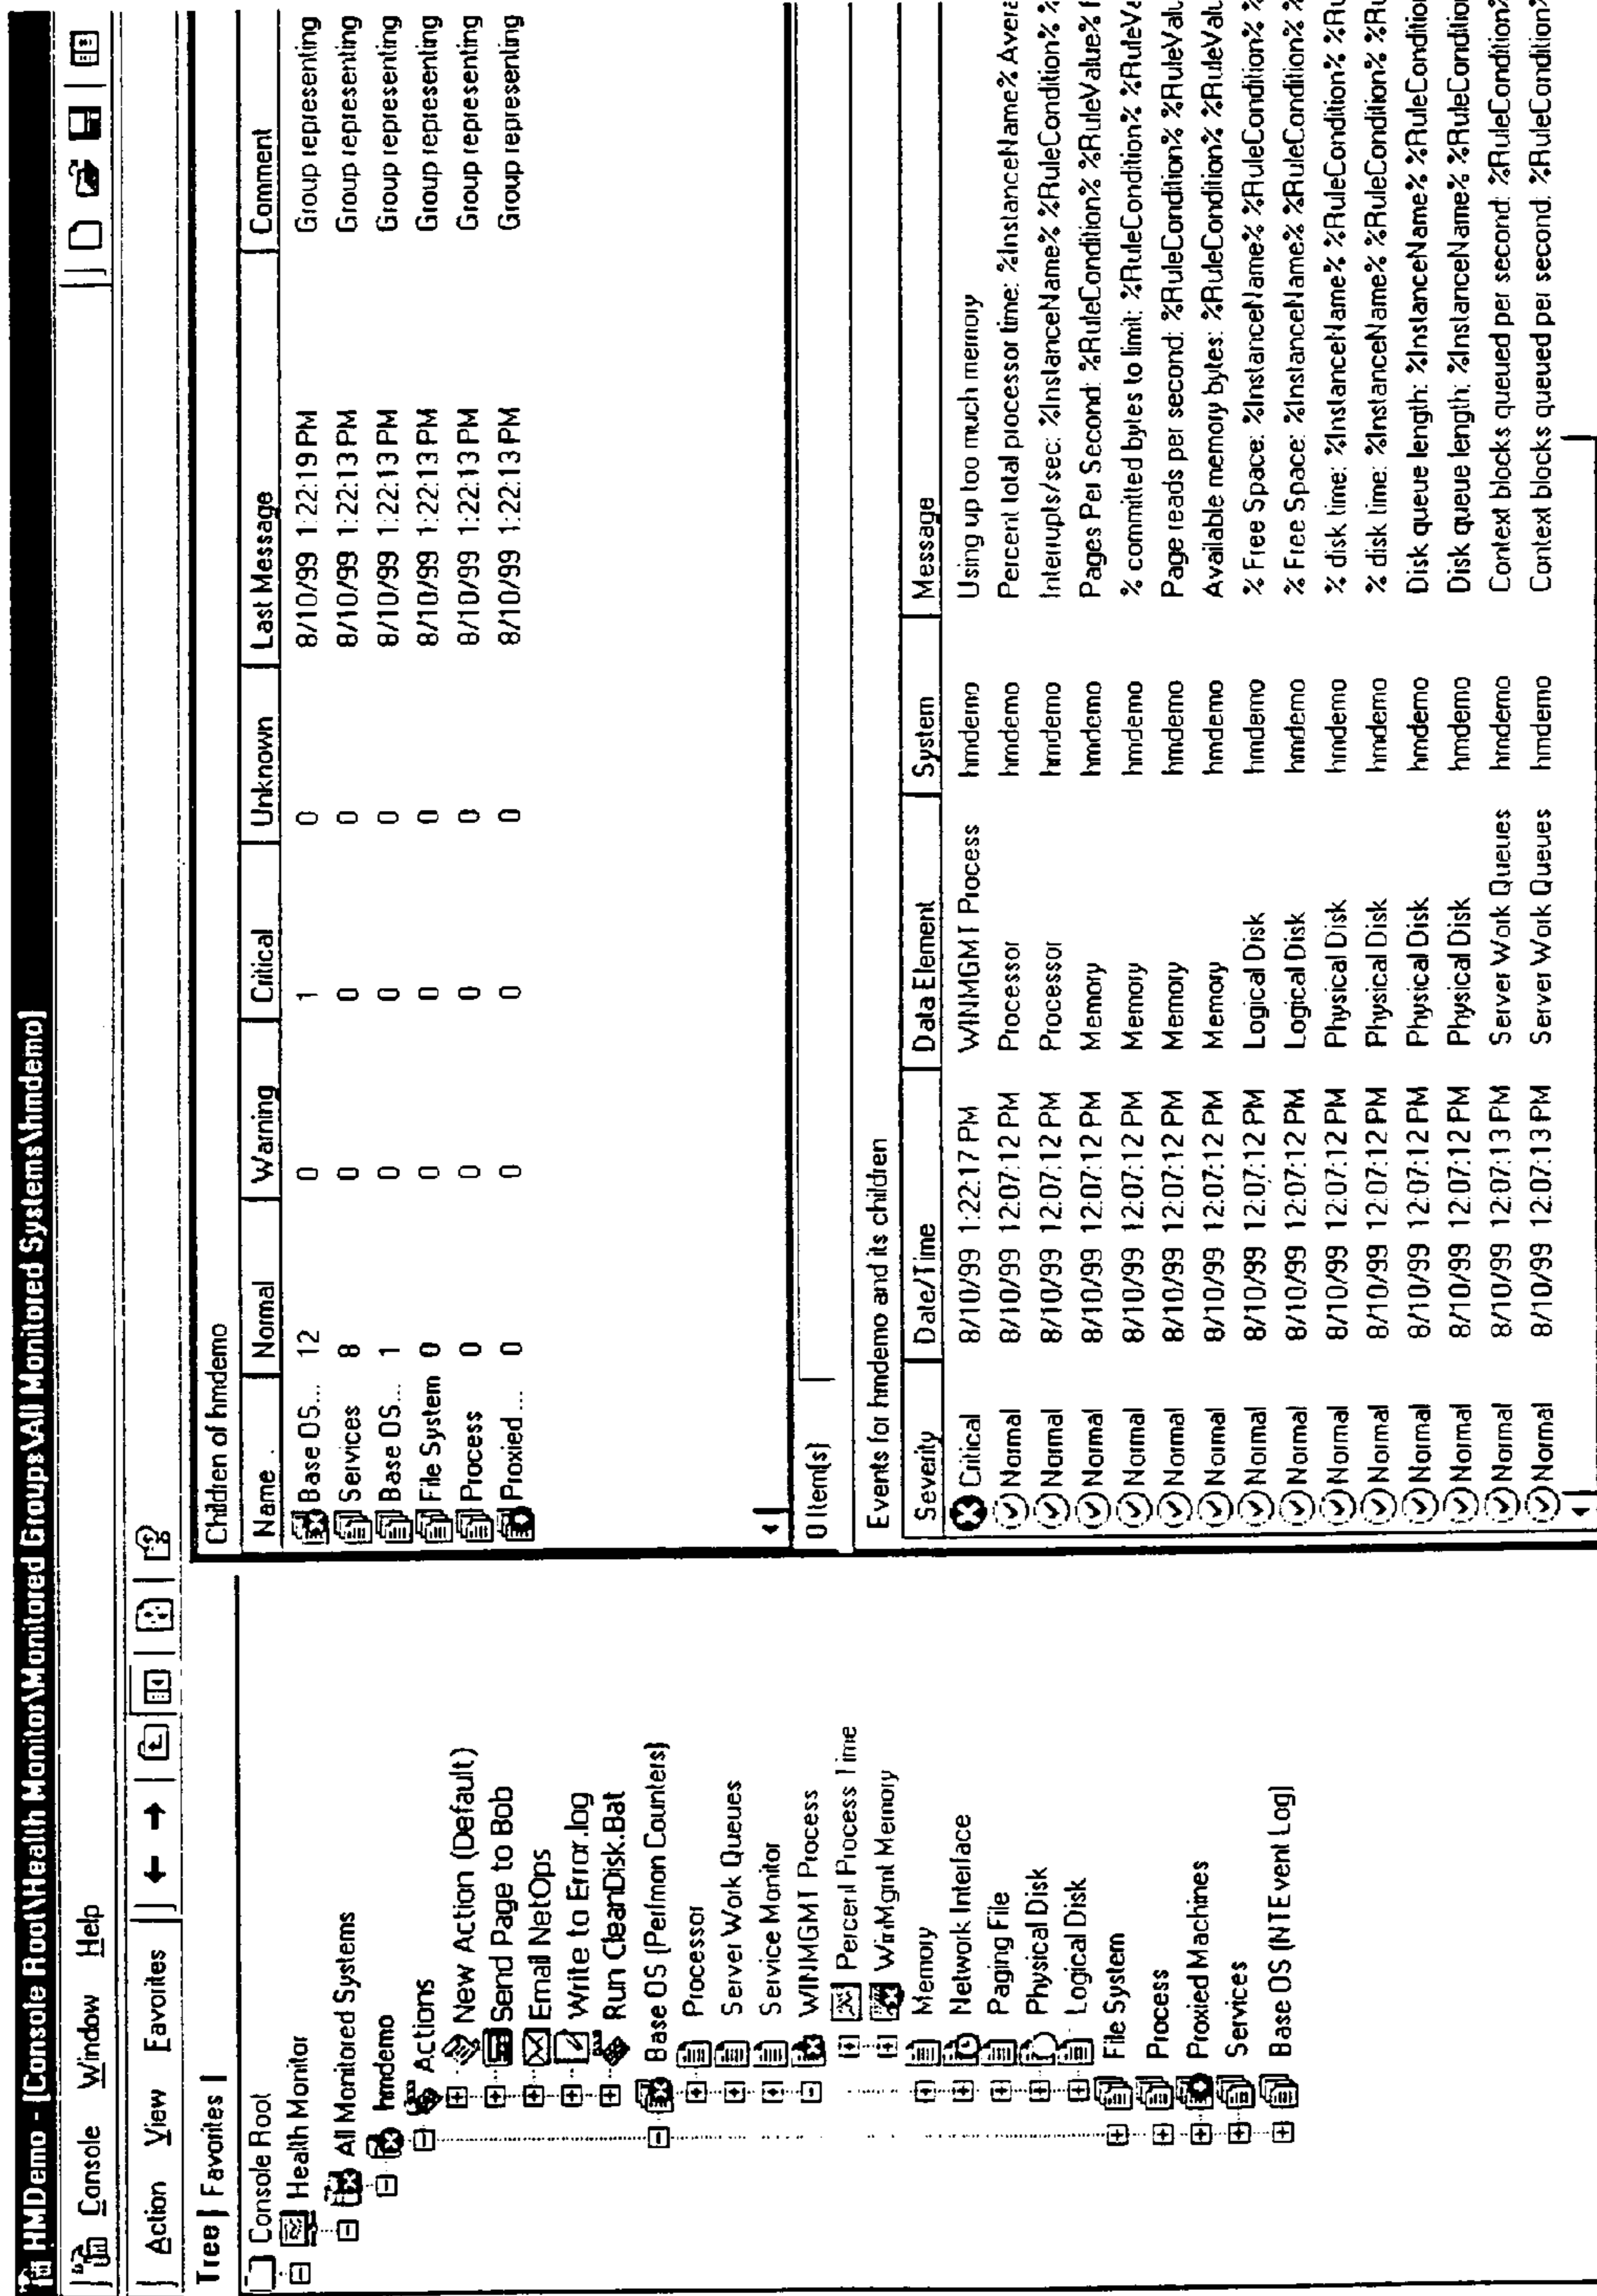 HMDemo - [Console Root\Health Monitor\Monitored Groups\All Monitored Systems\hmdemo]
Console Window Help
Action View Favorites
Tree Favorites
Console Root
Health Monitor
All Monitored Systems
hmdemo
Actions
New Action (Default)
Send Page to Bob
Email NetOps
Write to Error.log
Run CleanDisk.Bat
Base OS (Perfmon Counters)
Processor
Server Work Queues
Service Monitor
WINMGMT Process
Percent Process Time
WinMgmt Memory
Memory
Network Interface
Paging File
Physical Disk
Logical Disk
File System
Process
Proxied Machines
Services
Base OS (NTEvent Log)
Children of hmdemo
Name Normal Warning Critical Unknown Last Message Comment
Base OS... 12 0 1 0 8/10/99 1:22:19 PM Group representing
Services 8 0 0 0 8/10/99 1:22:13 PM Group representing
Base OS... 1 0 0 0 8/10/99 1:22:13 PM Group representing
File System 0 0 0 0 8/10/99 1:22:13 PM Group representing
Process 0 0 0 0 8/10/99 1:22:13 PM Group representing
Proxied... 0 0 0 0 8/10/99 1:22:13 PM Group representing
0 Item(s)
Events for hmdemo and its children
Severity Date/Time Data Element System Message
Critical 8/10/99 1:22:17 PM WINMGMT Process hmdemo Using up too much memory
Normal 8/10/99 12:07:12 PM Processor hmdemo Percent total processor time: %InstanceName% Avera
Normal 8/10/99 12:07:12 PM Processor hmdemo Interrupts/sec: %InstanceName% %RuleCondition% %
Normal 8/10/99 12:07:12 PM Memory hmdemo Pages Per Second: %RuleCondition% %RuleValue%
Normal 8/10/99 12:07:12 PM Memory hmdemo % committed bytes to limit: %RuleCondition% %RuleVa
Normal 8/10/99 12:07:12 PM Memory hmdemo Page reads per second: %RuleCondition% %RuleValu
Normal 8/10/99 12:07:12 PM Memory hmdemo Available memory bytes: %RuleCondition% %RuleValu
Normal 8/10/99 12:07:12 PM Logical Disk hmdemo % Free Space: %InstanceName% %RuleCondition% %
Normal 8/10/99 12:07:12 PM Logical Disk hmdemo % Free Space: %InstanceName% %RuleCondition% %
Normal 8/10/99 12:07:12 PM Physical Disk hmdemo % disk time: %InstanceName% %RuleCondition% %Ru
Normal 8/10/99 12:07:12 PM Physical Disk hmdemo % disk time: %InstanceName% %RuleCondition% %Ru
Normal 8/10/99 12:07:12 PM Physical Disk hmdemo Disk queue length: %InstanceName% %RuleCondition
Normal 8/10/99 12:07:12 PM Physical Disk hmdemo Disk queue length: %InstanceName% %RuleCondition
Normal 8/10/99 12:07:13 PM Server Work Queues hmdemo Context blocks queued per second: %RuleCondition%
Normal 8/10/99 12:07:13 PM Server Work Queues hmdemo Context blocks queued per second: %RuleCondition%